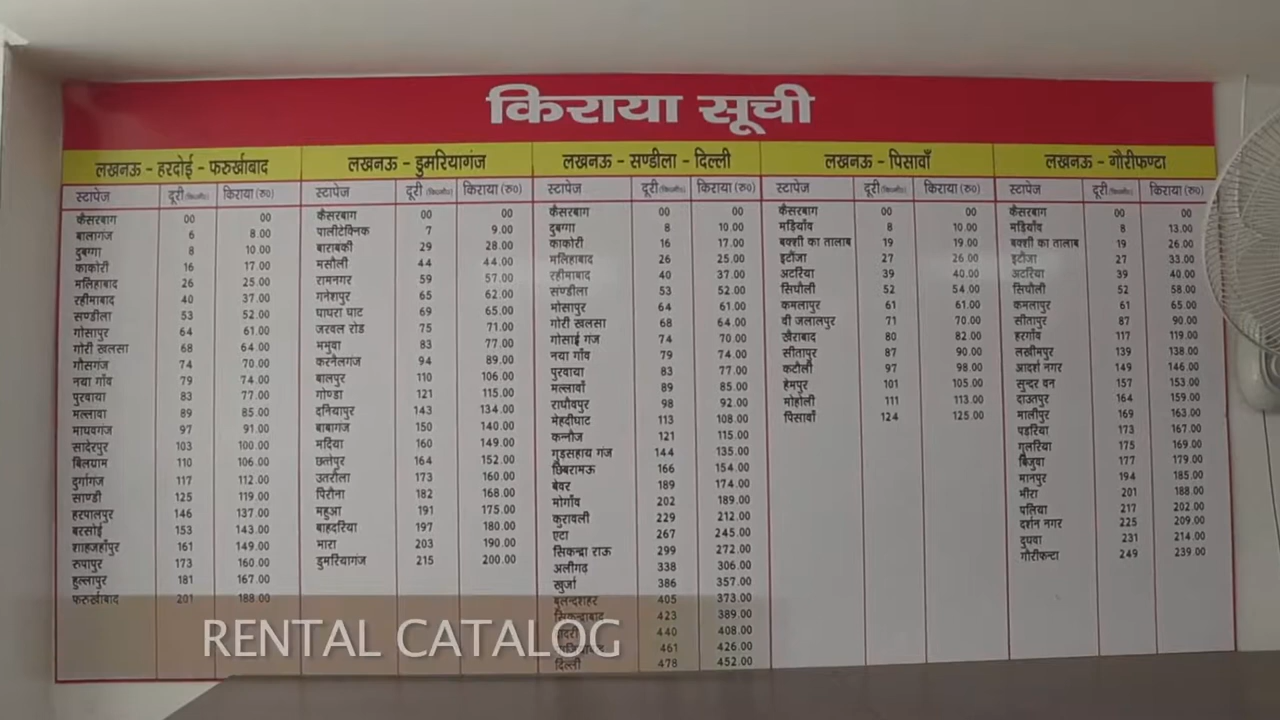 किराया सूची
लखनऊ - हरदोई - फरुर्खाबाद
स्टापेज दूरी किराया (रु0)
कैसरबाग 00 00
बालागंज 6 8.00
दुबग्गा 8 10.00
काकोरी 16 17.00
मलिहाबाद 26 25.00
रहीमाबाद 40 37.00
सण्डीला 53 52.00
गोसापुर 64 61.00
गोरी खलसा 68 64.00
गौसगंज 74 70.00
नया गाँव 79 74.00
पुरवाया 83 77.00
मल्लावा 89 85.00
माधवगंज 97 91.00
सादेरपुर 103 100.00
बिलग्राम 110 106.00
दुर्गागंज 117 112.00
साण्डी 125 119.00
हरपालपुर 146 137.00
बरसोई 153 143.00
शाहजहाँपुर 161 149.00
रुपापुर 173 160.00
हुल्लापुर 181 167.00
फरुर्खाबाद 201 188.00
लखनऊ - डुमरियागंज
स्टापेज दूरी किराया (रु0)
कैसरबाग 00 00
पालीटेक्निक 7 9.00
बाराबंकी 29 28.00
मसौली 44 44.00
रामनगर 59 57.00
गनेशपुर 65 62.00
घाघरा घाट 69 65.00
जरवल रोड 75 71.00
भभुवा 83 77.00
करनैलगंज 94 89.00
बालपुर 110 106.00
गोण्डा 121 115.00
दनियापुर 143 134.00
बाबागंज 150 140.00
मदिया 160 149.00
छत्तेपुर 164 152.00
उतरौला 173 160.00
पिरौना 182 168.00
महुआ 191 175.00
बाहदरिया 197 180.00
भारा 203 190.00
डुमरियागंज 215 200.00
लखनऊ - सण्डीला - दिल्ली
स्टापेज दूरी किराया (रु0)
कैसरबाग 00 00
दुबग्गा 8 10.00
काकोरी 16 17.00
मलिहाबाद 26 25.00
रहीमाबाद 40 37.00
सण्डीला 53 52.00
गोसापुर 64 61.00
गोरी खलसा 68 64.00
गोसाई गंज 74 70.00
नया गाँव 79 74.00
पुरवाया 83 77.00
मल्लावाँ 89 85.00
राघौवपुर 98 92.00
मेहदीघाट 113 108.00
कन्नौज 121 115.00
गुड़सहाय गंज 144 135.00
छिबरामऊ 166 154.00
बेवर 189 174.00
भोगाँव 202 189.00
कुरावली 229 212.00
एटा 267 245.00
सिकन्द्रा राऊ 299 272.00
अलीगढ़ 338 306.00
खुर्जा 386 357.00
बुलन्दशहर 405 373.00
सिकन्द्राबाद 423 389.00
दादरी 440 408.00
461 426.00
दिल्ली 478 452.00
लखनऊ - पिसावाँ
स्टापेज दूरी किराया (रु0)
कैसरबाग 00 00
मड़ियाँव 8 10.00
बक्शी का तालाब 19 19.00
इटौंजा 27 26.00
अटरिया 39 40.00
सिधौली 52 54.00
कमलापुर 61 61.00
वी जलालपुर 71 70.00
खैराबाद 80 82.00
सीतापुर 87 90.00
कटौली 97 98.00
हेमपुर 101 105.00
मोहोली 111 113.00
पिसावाँ 124 125.00
लखनऊ - गौरीफण्टा
स्टापेज दूरी किराया (रु0)
कैसरबाग 00 00
मड़ियाँव 8 13.00
बक्शी का तालाब 19 26.00
इटौंजा 27 33.00
अटरिया 39 40.00
सिधौली 52 58.00
कमलापुर 61 65.00
सीतापुर 87 90.00
हरगाँव 117 119.00
लखीमपुर 139 138.00
आदर्श नगर 149 146.00
सुन्दर वन 157 153.00
दाउतपुर 164 159.00
मालीपुर 169 163.00
पड़रिया 173 167.00
गुलरिया 175 169.00
बिजुवा 177 179.00
मानपुर 194 185.00
भीरा 201 188.00
पलिया 217 202.00
दर्शन नगर 225 209.00
दुधवा 231 214.00
गौरीफन्टा 249 239.00
RENTAL CATALOG